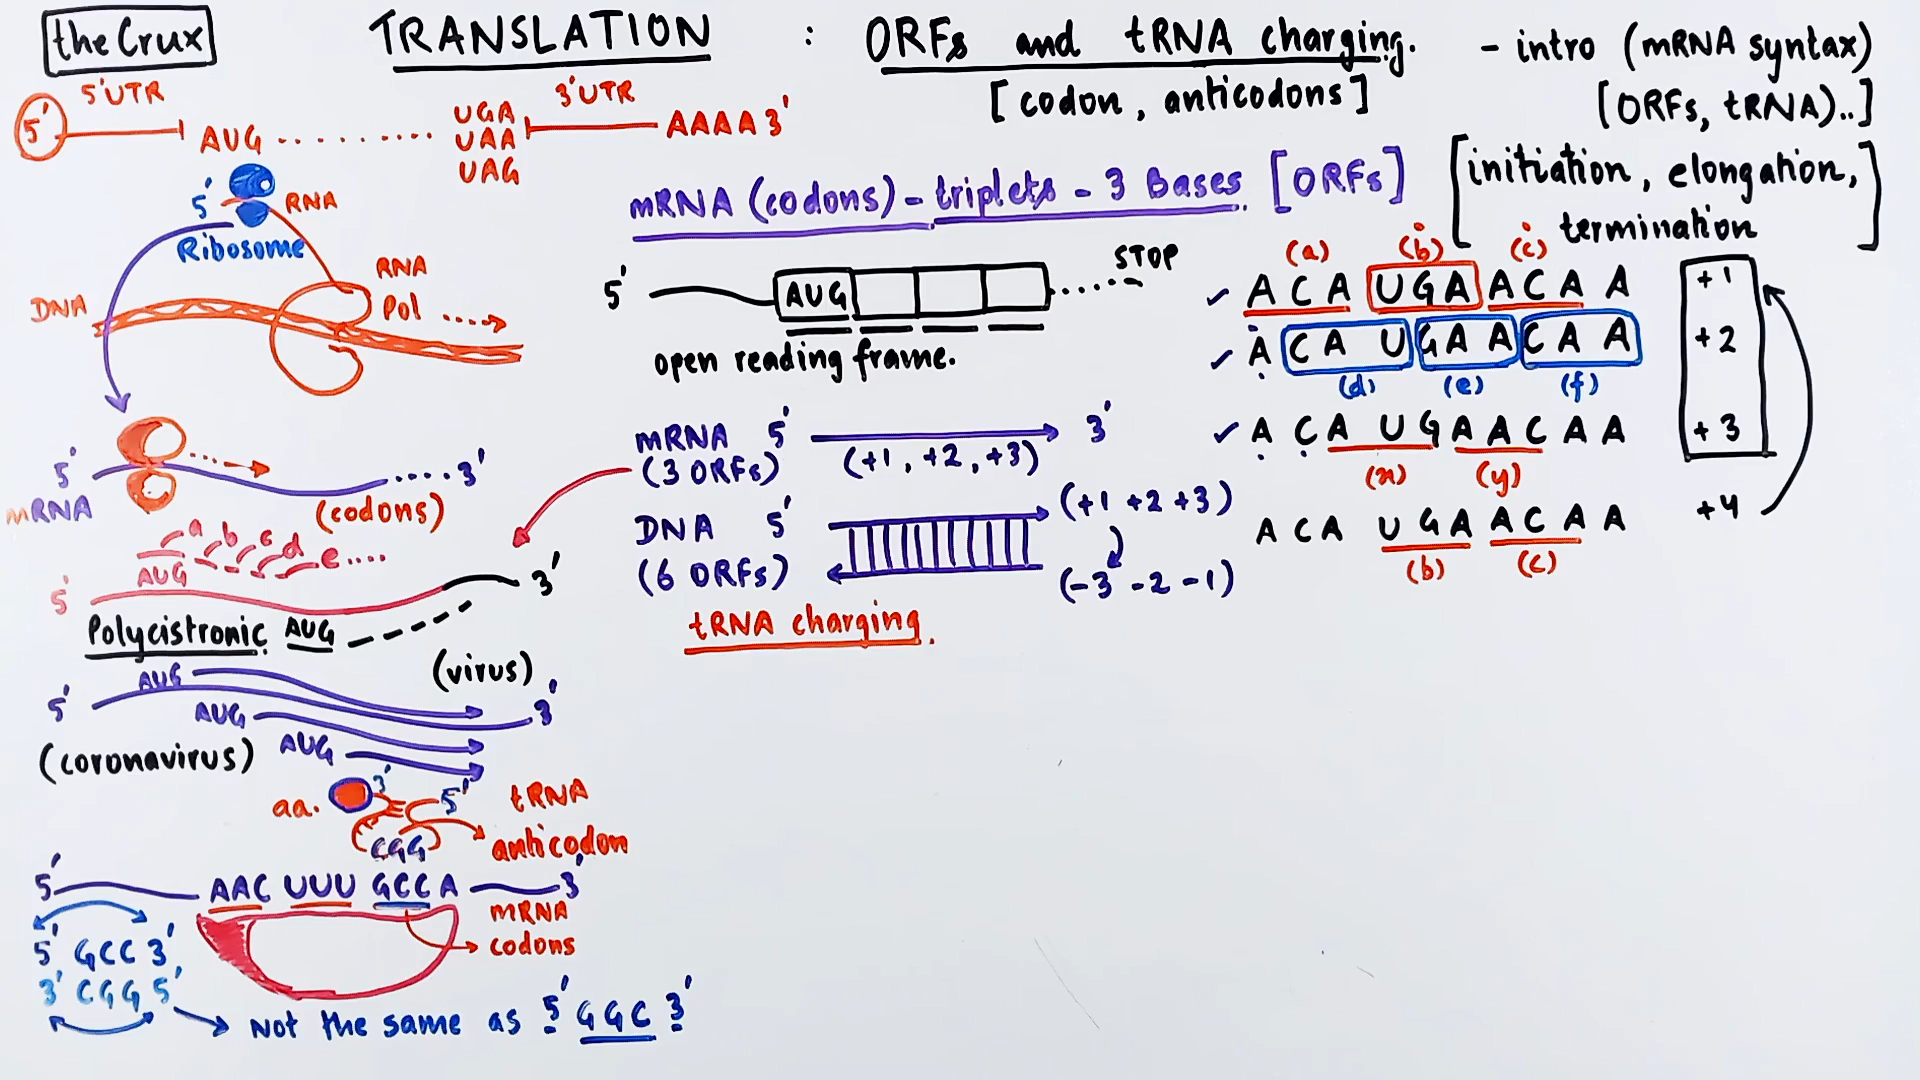 the Crux
TRANSLATION : ORFs and tRNA charging.
[codon, anticodons]
- intro (mRNA syntax)
[ORFs, tRNA)..]
[initiation, elongation,
termination]
5'UTR
5' AUG ........ UGA
UAA
UAG
3'UTR
AAAA 3'
5' RNA
Ribosome
DNA
RNA
Pol ....
5' .... 3'
mRNA
(codons)
a b c d e....
AUG
5' 3'
Polycistronic AUG
(virus)
AUG
5' 3'
AUG
(coronavirus) AUG
aa. 3' 5' tRNA
CGG anticodon
5' AAC UUU GCC A 3'
mRNA
codons
5' GCC 3'
3' CGG 5'
Not the same as 5' GGC 3'
mRNA (codons) - triplets - 3 Bases [ORFs]
5' AUG ...... STOP
open reading frame.
mRNA 5' 3'
(3 ORFs) (+1, +2, +3)
DNA 5' (+1 +2 +3)
(6 ORFs) (-3 -2 -1)
tRNA charging.
(a) (b) (c)
A C A U G A A C A A +1
A C A U G A A C A A +2
(d) (e) (f)
A C A U G A A C A A +3
(x) (y)
A C A U G A A C A A +4
(b) (c)